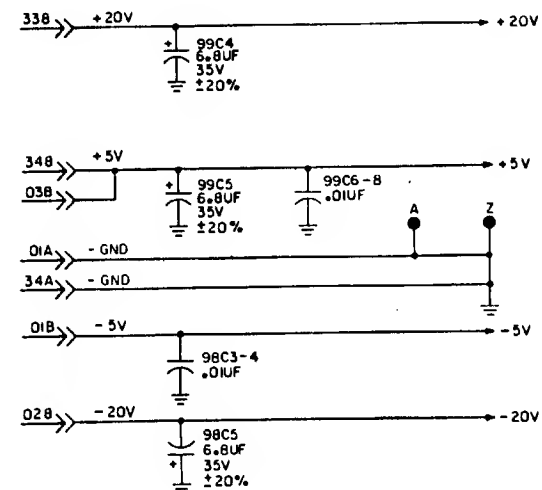 33B +20V +20V
99C4
6.8UF
35V
±20%
34B +5V +5V
03B
99C5
6.8UF
35V
±20%
99C6-8
.01UF
A Z
01A - GND
34A - GND
01B - 5V -5V
98C3-4
.01UF
02B -20V -20V
98C5
6.8UF
35V
±20%